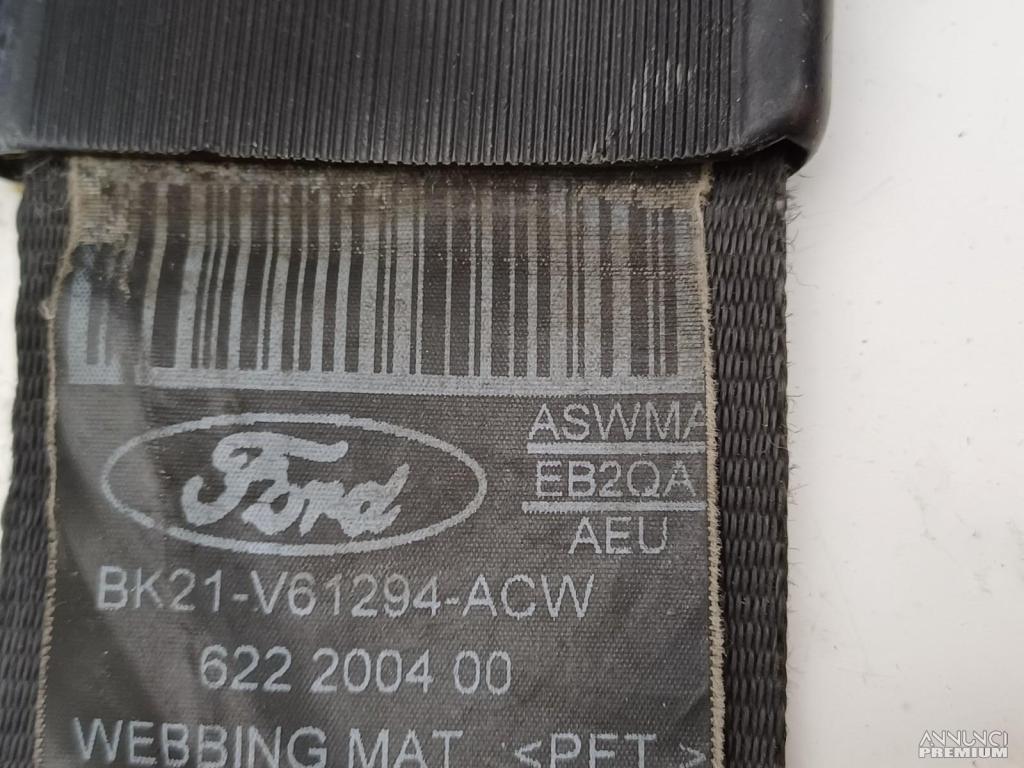 Ford
ASWMA
EB2QA
AEU
BK21-V61294-ACW
622 2004 00
WEBBING MAT <PET>
ANNUNCI
PREMIUM